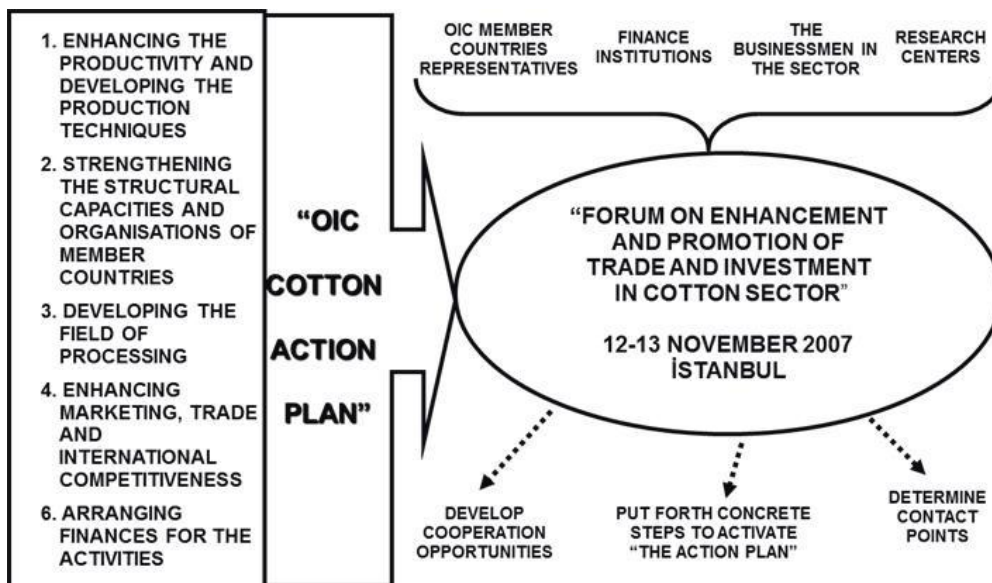 1. ENHANCING THE
PRODUCTIVITY AND
DEVELOPING THE
PRODUCTION
TECHNIQUES
2. STRENGTHENING
THE STRUCTURAL
CAPACITIES AND
ORGANISATIONS OF
MEMBER
COUNTRIES
3. DEVELOPING THE
FIELD OF
PROCESSING
4. ENHANCING
MARKETING, TRADE
AND
INTERNATIONAL
COMPETITIVENESS
6. ARRANGING
FINANCES FOR THE
ACTIVITIES
“OIC
COTTON
ACTION
PLAN”
OIC MEMBER
COUNTRIES
REPRESENTATIVES
FINANCE
INSTITUTIONS
THE
BUSINESSMEN IN
THE SECTOR
RESEARCH
CENTERS
“FORUM ON ENHANCEMENT
AND PROMOTION OF
TRADE AND INVESTMENT
IN COTTON SECTOR”
12-13 NOVEMBER 2007
İSTANBUL
DEVELOP
COOPERATION
OPPORTUNITIES
PUT FORTH CONCRETE
STEPS TO ACTIVATE
“THE ACTION PLAN”
DETERMINE
CONTACT
POINTS